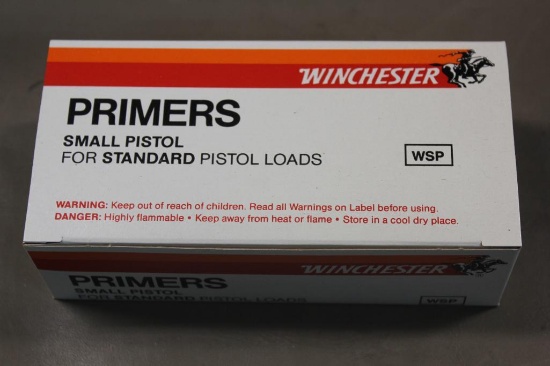 WINCHESTER
PRIMERS
SMALL PISTOL
FOR STANDARD PISTOL LOADS
WSP
WARNING: Keep out of reach of children. Read all Warnings on Label before using.
DANGER: Highly flammable • Keep away from heat or flame • Store in a cool dry place.
WINCHESTER
PRIMERS
SMALL PISTOL
FOR STANDARD PISTOL LOADS
WSP